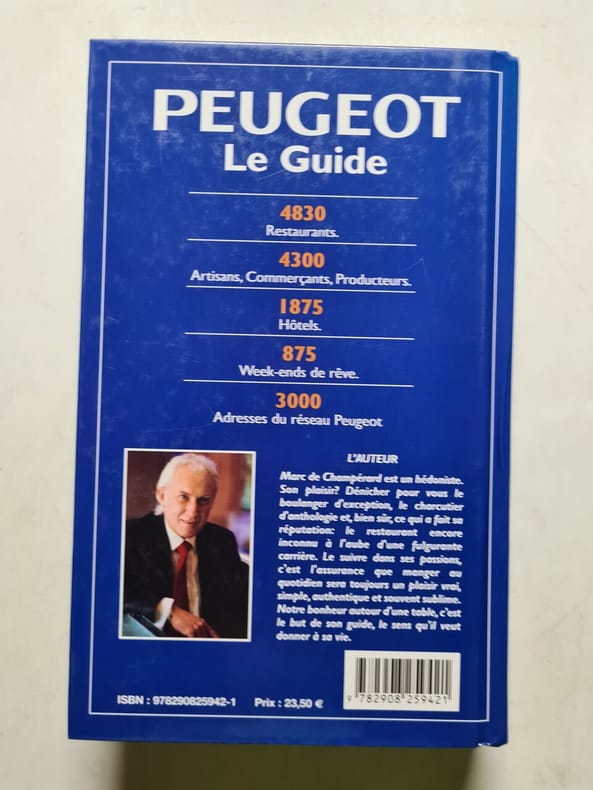 PEUGEOT
Le Guide
4830
Restaurants.
4300
Artisans, Commerçants, Producteurs.
1875
Hôtels.
875
Week-ends de rêve.
3000
Adresses du réseau Peugeot
L'AUTEUR
Marc de Champérard est un hédoniste.
Son plaisir? Dénicher pour vous le
boulanger d'exception, le charcutier
d'anthologie et, bien sûr, ce qui a fait sa
réputation: le restaurant encore
inconnu à l'aube d'une fulgurante
carrière. Le suivre dans ses passions,
c'est l'assurance que manger au
quotidien sera toujours un plaisir vrai,
simple, authentique et souvent sublime.
Notre bonheur autour d'une table, c'est
le but de son guide, le sens qu'il veut
donner à sa vie.
ISBN : 978290825942-1 Prix : 23,50 €
9 782908 259421